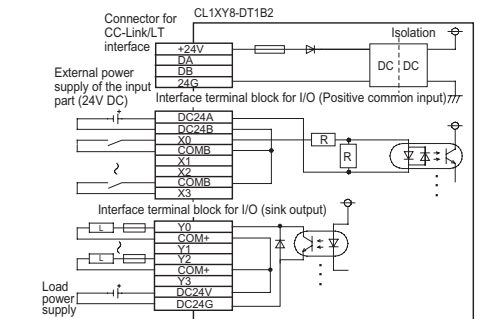 Connector for
CC-Link/LT
interface
CL1XY8-DT1B2
Isolation
+24V
DA
DB
24G
DC DC
External power
supply of the input
part (24V DC)
Interface terminal block for I/O (Positive common input)
DC24A
DC24B
X0
COMB
X1
X2
COMB
X3
R
R
Interface terminal block for I/O (sink output)
Y0
COM+
Y1
Y2
COM+
Y3
DC24V
DC24G
L
L
Load
power
supply